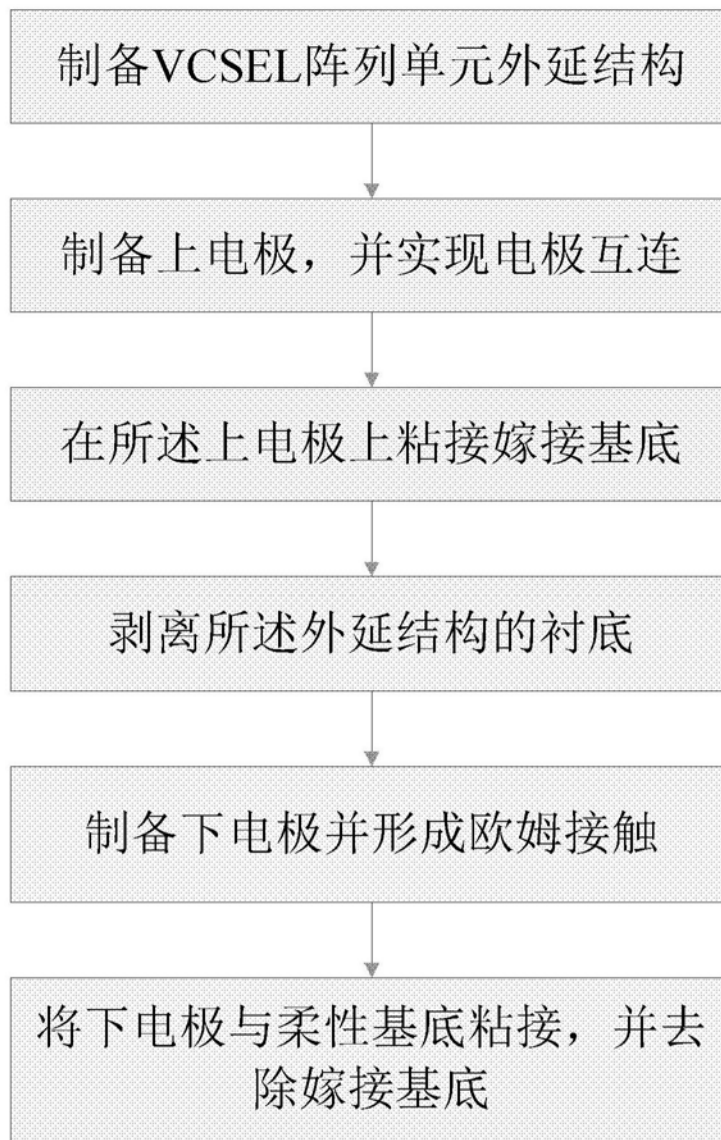 制备VCSEL阵列单元外延结构
制备上电极，并实现电极互连
在所述上电极上粘接嫁接基底
剥离所述外延结构的衬底
制备下电极并形成欧姆接触
将下电极与柔性基底粘接，并去
除嫁接基底